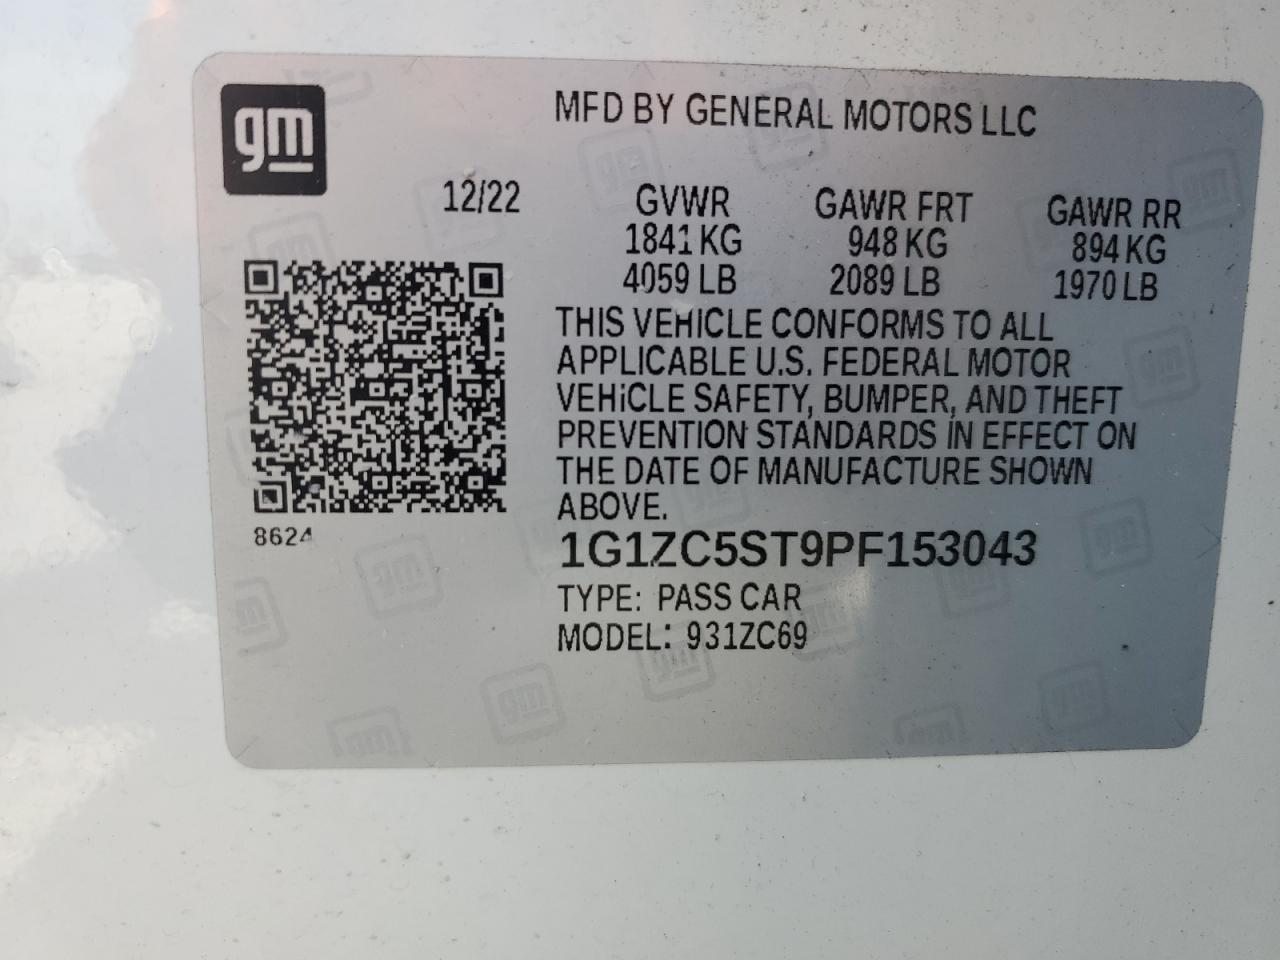 gm
MFD BY GENERAL MOTORS LLC
12/22 GVWR GAWR FRT GAWR RR
1841 KG 948 KG 894 KG
4059 LB 2089 LB 1970 LB
THIS VEHICLE CONFORMS TO ALL
APPLICABLE U.S. FEDERAL MOTOR
VEHICLE SAFETY, BUMPER, AND THEFT
PREVENTION STANDARDS IN EFFECT ON
THE DATE OF MANUFACTURE SHOWN
ABOVE.
8624
1G1ZC5ST9PF153043
TYPE: PASS CAR
MODEL: 931ZC69